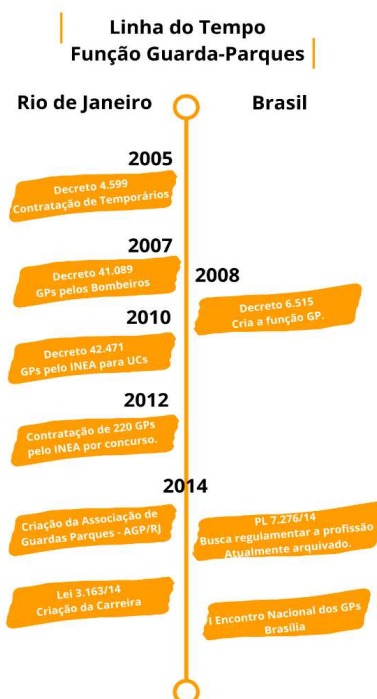 Linha do Tempo
Função Guarda-Parques
Rio de Janeiro
Brasil
2005
Decreto 4.599
Contratação de Temporários
2007
Decreto 41.089
GPs pelos Bombeiros
2008
Decreto 6.515
Cria a função GP.
2010
Decreto 42.471
GPs pelo INEA para UCs
2012
Contratação de 220 GPs
pelo INEA por concurso.
2014
Criação da Associação de
Guardas Parques - AGP/RJ
PL 7.276/14
Busca regulamentar a profissão
Atualmente arquivado.
Lei 3.163/14
Criação da Carreira
I Encontro Nacional dos GPs
Brasília